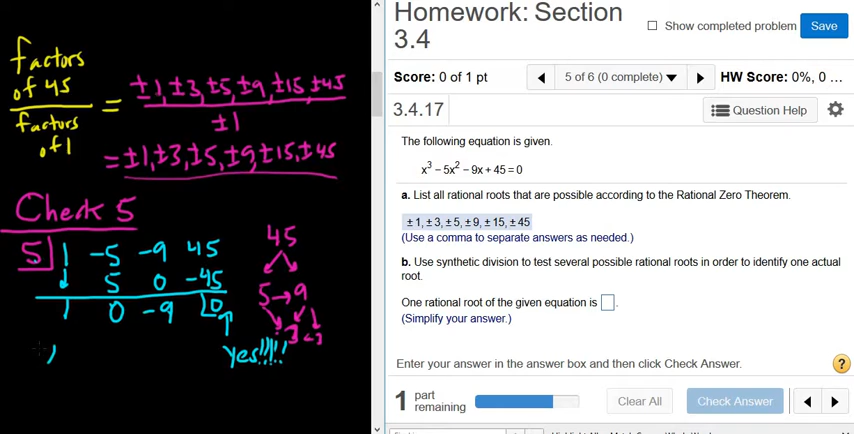 factors
of 45
factors
of 1
=
±1, ±3, ±5, ±9, ±15, ±45
±1
= ±1, ±3, ±5, ±9, ±15, ±45
Check 5
5 1 -5 -9 45
↓ 5 0 -45
1 0 -9 0
yes!!!!!
45
5 → 9
3 3
Homework: Section
3.4
Show completed problem
Save
Score: 0 of 1 pt
5 of 6 (0 complete)
HW Score: 0%, 0 ...
3.4.17
Question Help
The following equation is given.
x³ − 5x² − 9x + 45 = 0
a. List all rational roots that are possible according to the Rational Zero Theorem.
± 1, ± 3, ± 5, ± 9, ± 15, ± 45
(Use a comma to separate answers as needed.)
b. Use synthetic division to test several possible rational roots in order to identify one actual
root.
One rational root of the given equation is .
(Simplify your answer.)
Enter your answer in the answer box and then click Check Answer.
?
1 part
remaining
Clear All
Check Answer